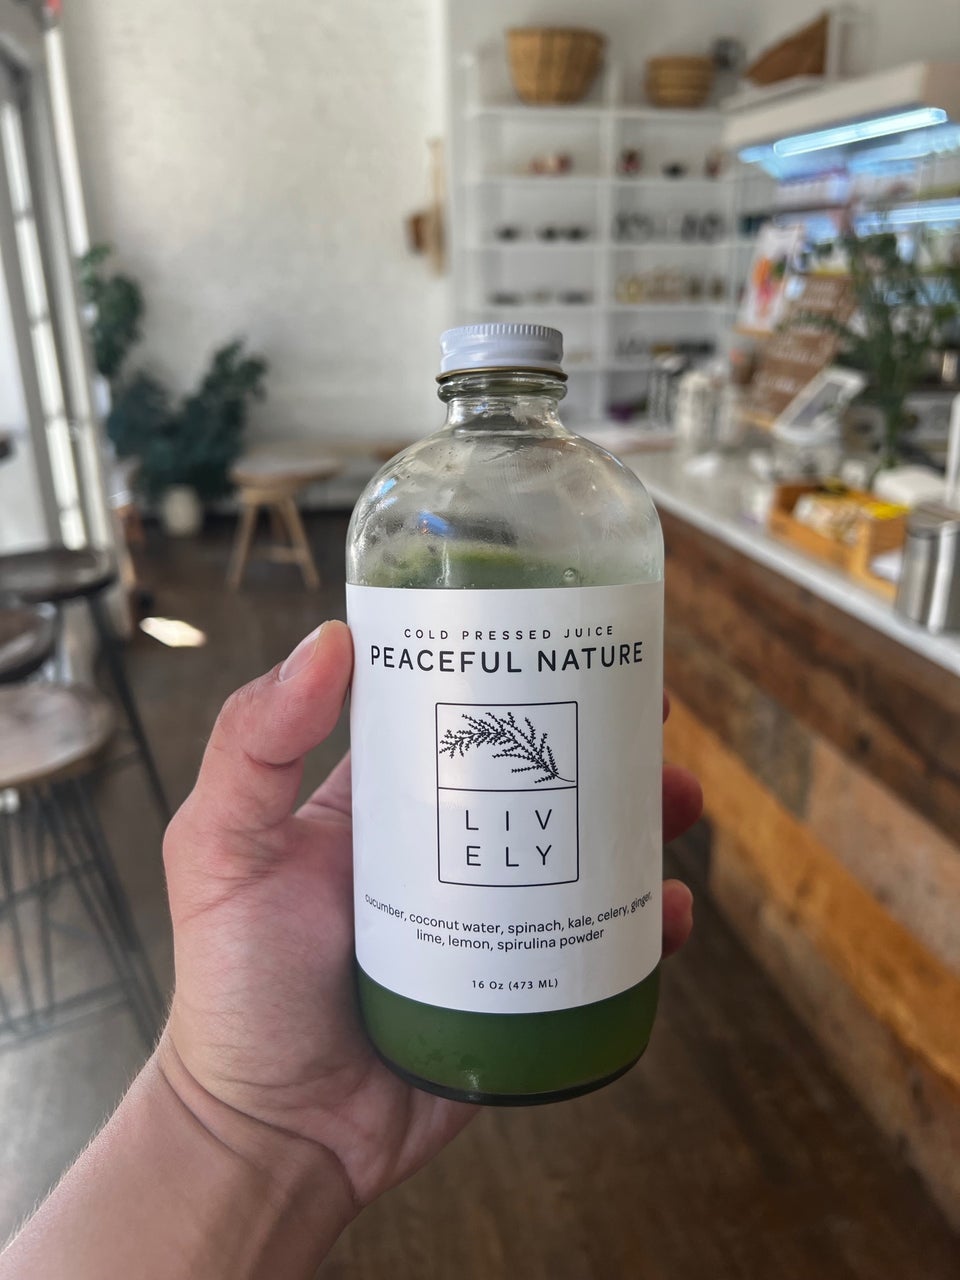 COLD PRESSED JUICE
PEACEFUL NATURE
LIV
ELY
cucumber, coconut water, spinach, kale, celery, ginger,
lime, lemon, spirulina powder
16 Oz (473 ML)